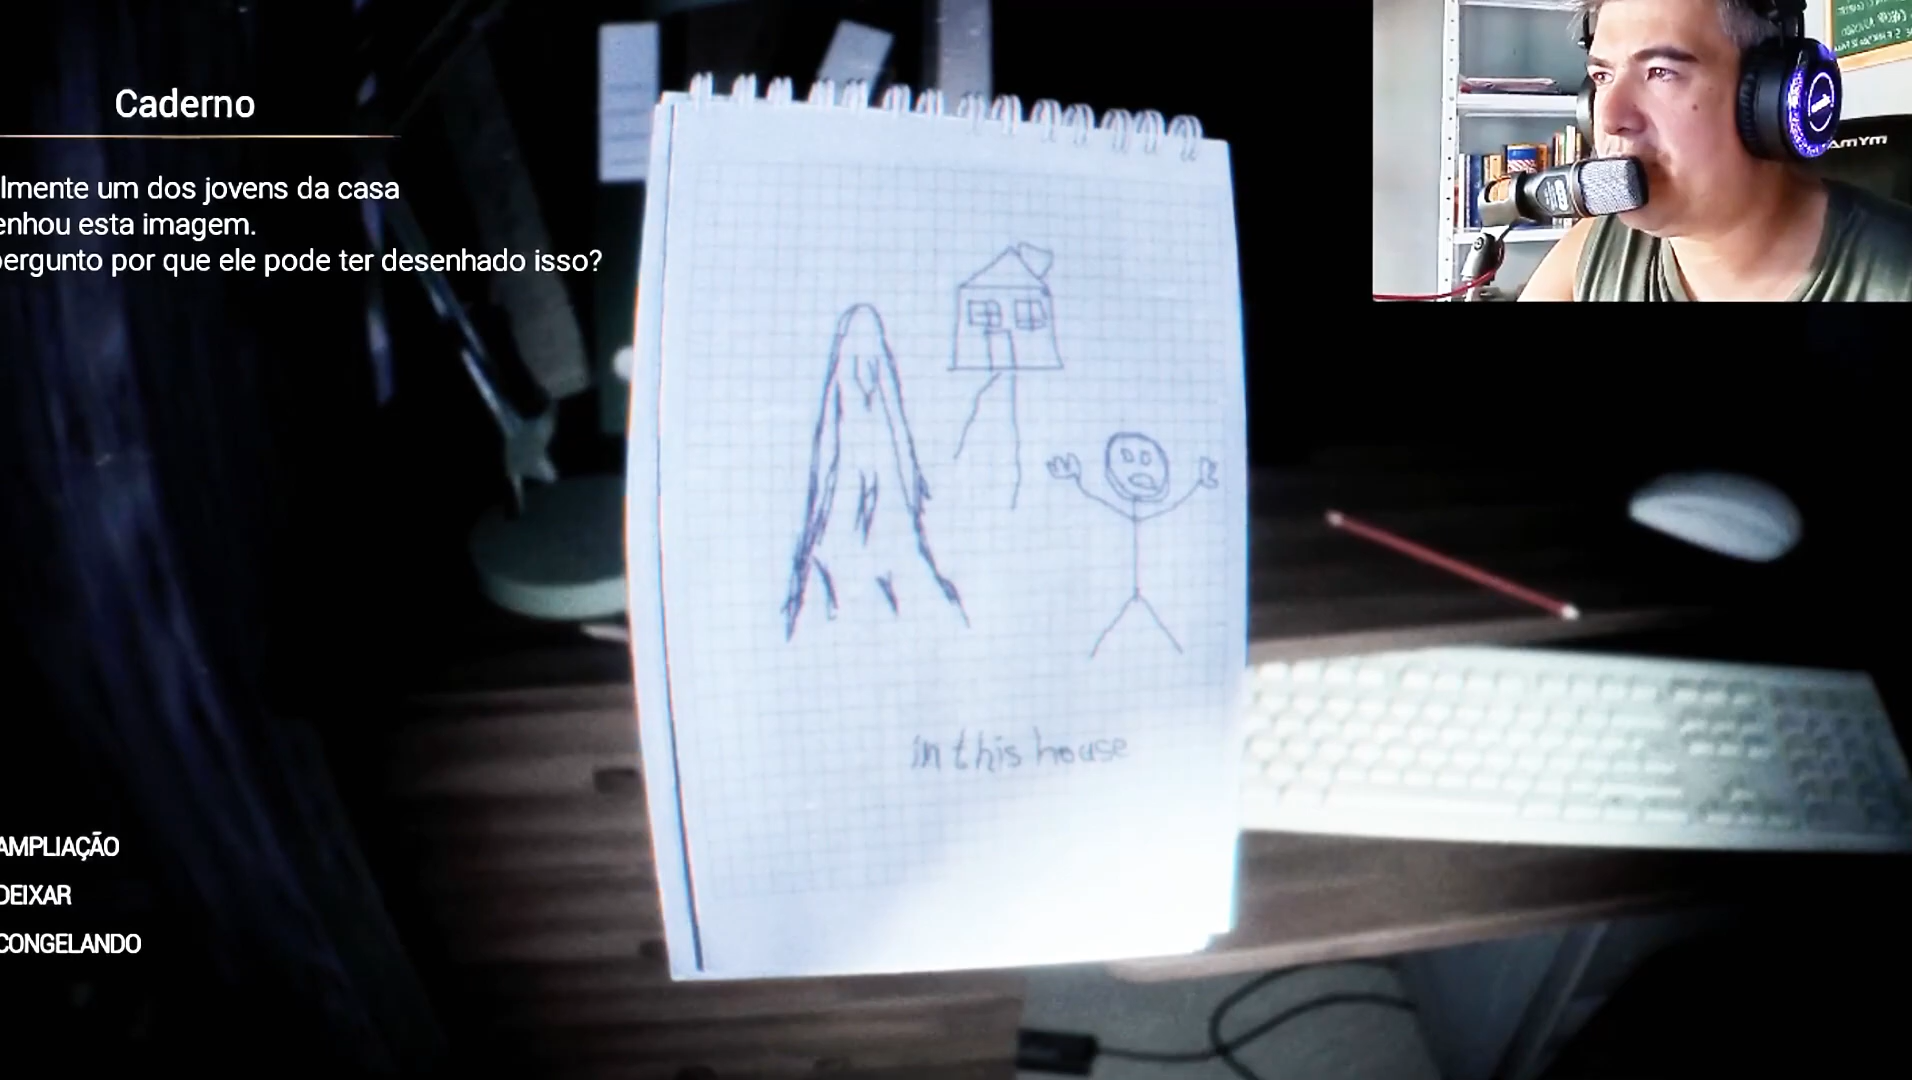 Caderno
lmente um dos jovens da casa
enhou esta imagem.
pergunto por que ele pode ter desenhado isso?
in this house
AMPLIAÇÃO
DEIXAR
CONGELANDO